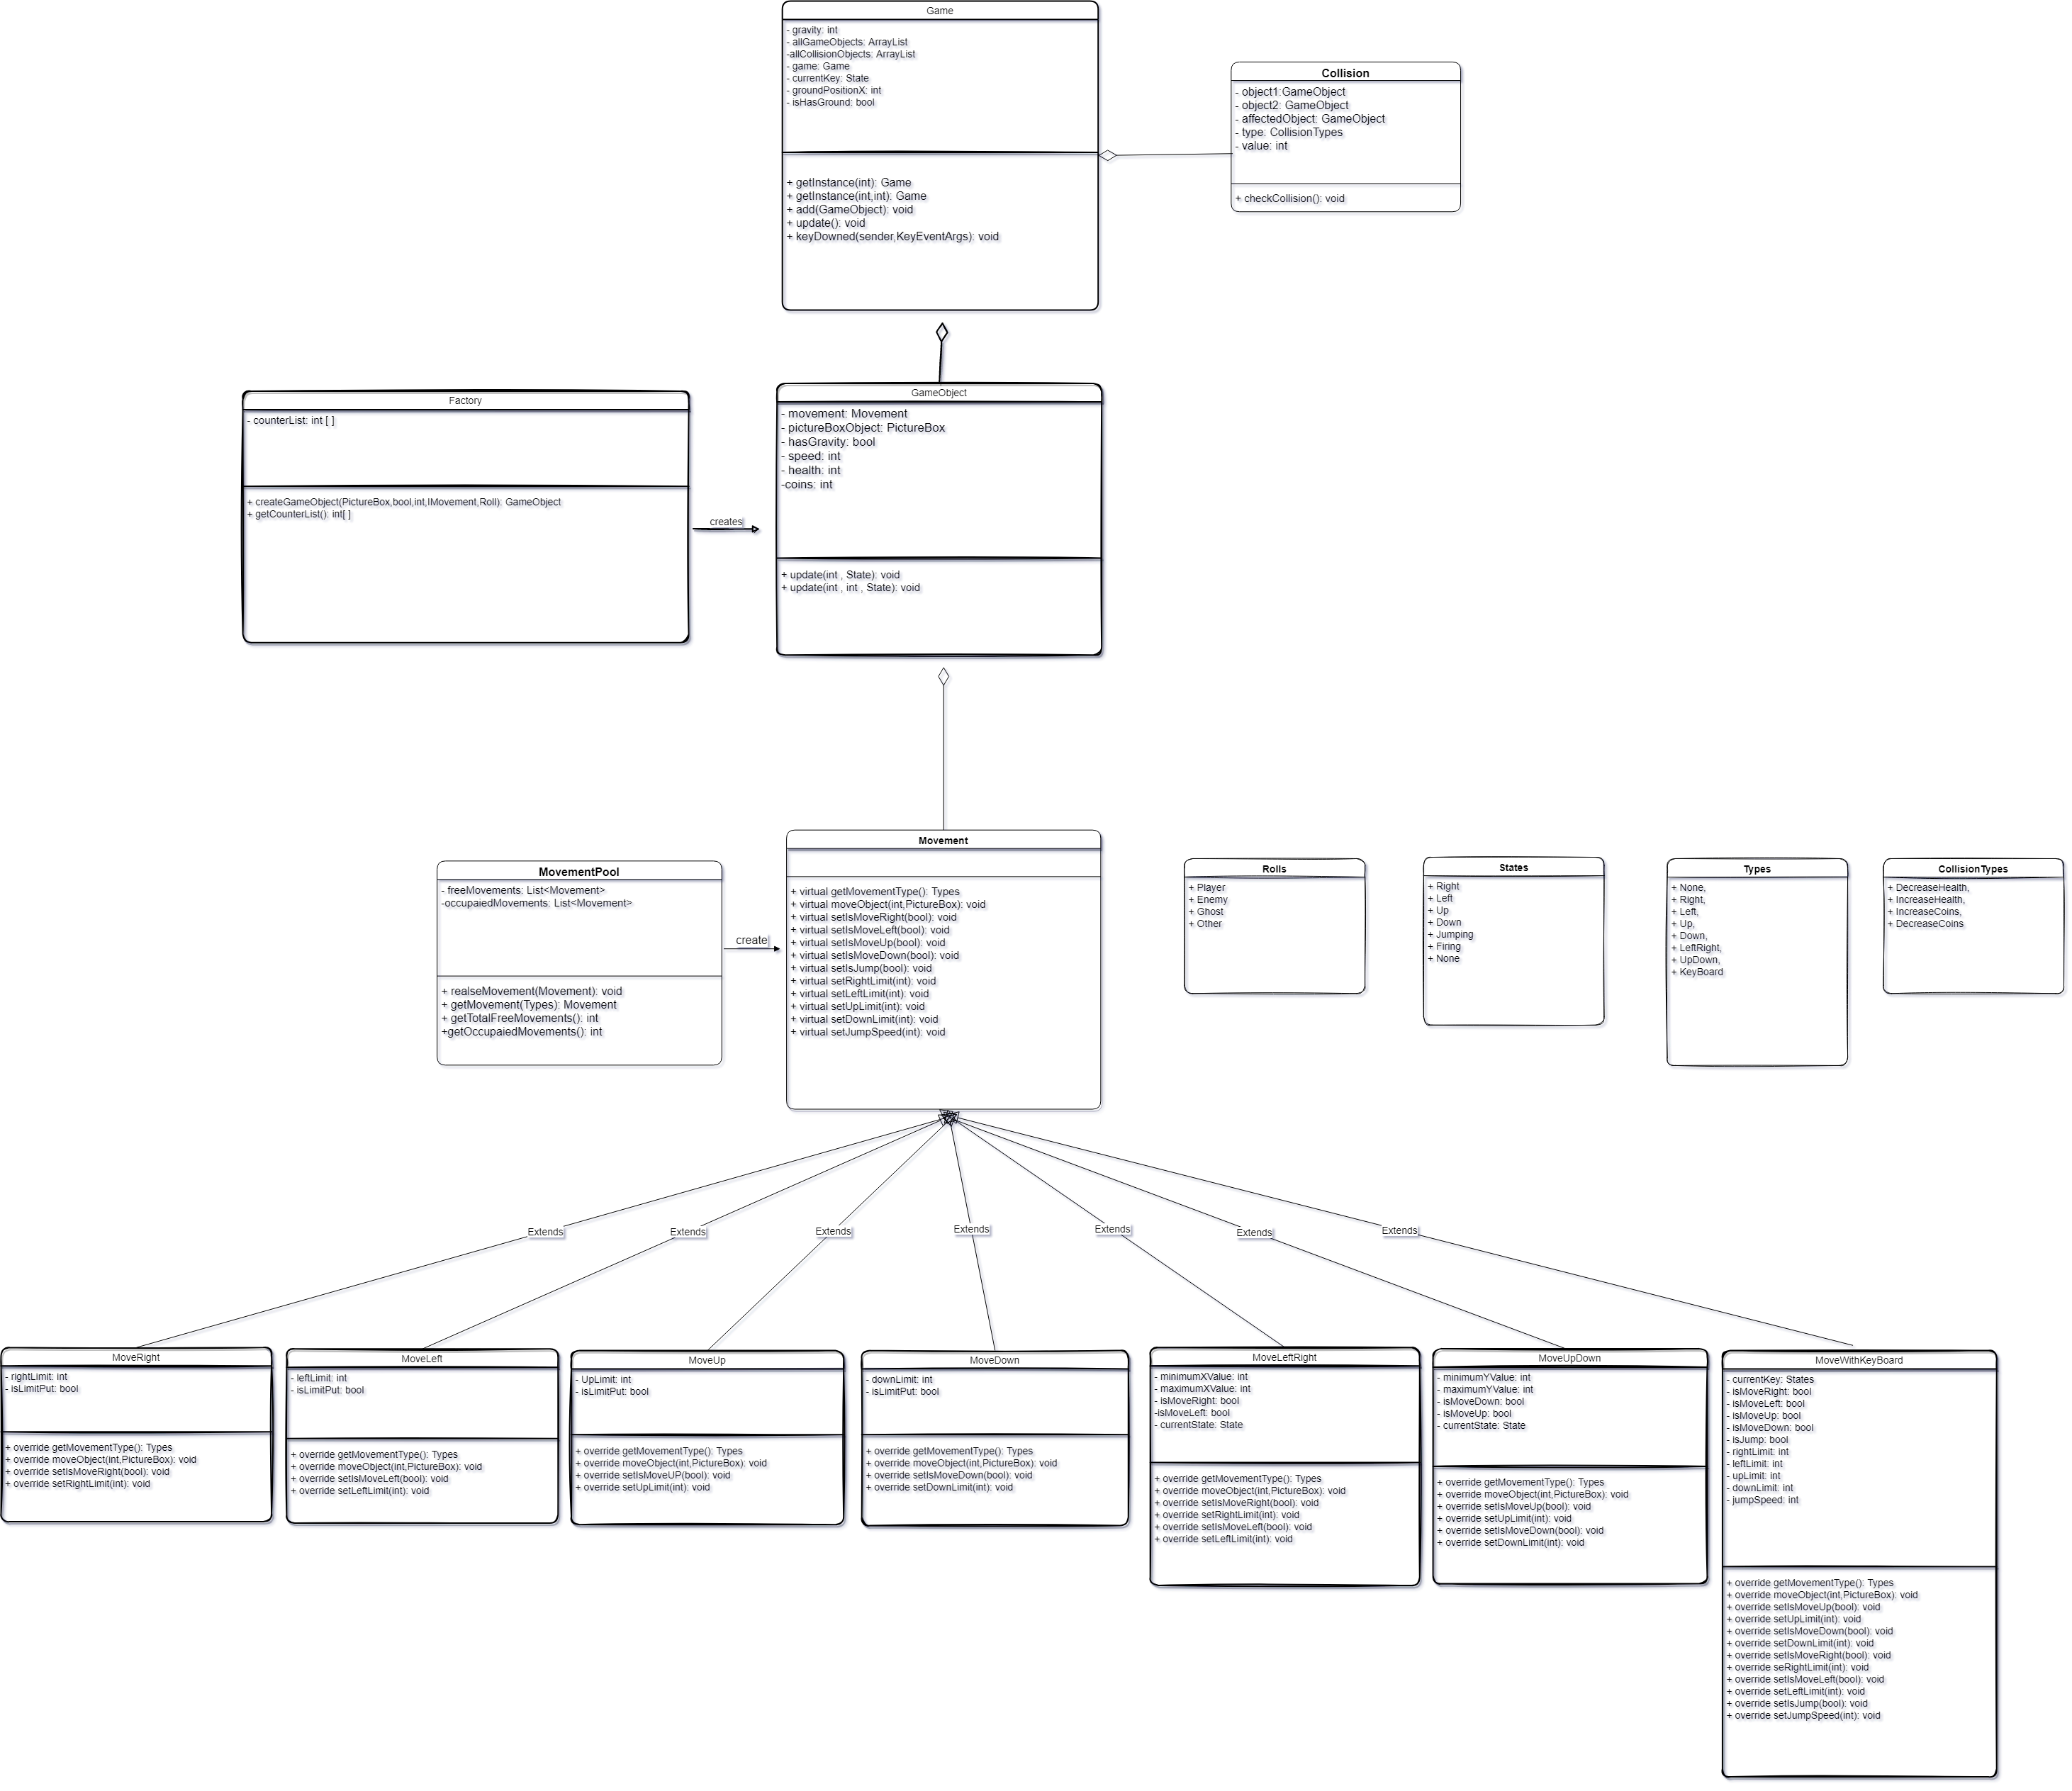 Game
- gravity: int
- allGameObjects: ArrayList
-allCollisionObjects: ArrayList
- game: Game
- currentKey: State
- groundPositionX: int
- isHasGround: bool
+ getInstance(int): Game
+ getInstance(int,int): Game
+ add(GameObject): void
+ update(): void
+ keyDowned(sender,KeyEventArgs): void
Collision
- object1:GameObject
- object2: GameObject
- affectedObject: GameObject
- type: CollisionTypes
- value: int
+ checkCollision(): void
Factory
- counterList: int [ ]
+ createGameObject(PictureBox,bool,int,IMovement,Roll): GameObject
+ getCounterList(): int[ ]
creates
GameObject
- movement: Movement
- pictureBoxObject: PictureBox
- hasGravity: bool
- speed: int
- health: int
-coins: int
+ update(int , State): void
+ update(int , int , State): void
MovementPool
- freeMovements: List<Movement>
-occupaiedMovements: List<Movement>
+ realseMovement(Movement): void
+ getMovement(Types): Movement
+ getTotalFreeMovements(): int
+getOccupaiedMovements(): int
create
Movement
+ virtual getMovementType(): Types
+ virtual moveObject(int,PictureBox): void
+ virtual setIsMoveRight(bool): void
+ virtual setIsMoveLeft(bool): void
+ virtual setIsMoveUp(bool): void
+ virtual setIsMoveDown(bool): void
+ virtual setIsJump(bool): void
+ virtual setRightLimit(int): void
+ virtual setLeftLimit(int): void
+ virtual setUpLimit(int): void
+ virtual setDownLimit(int): void
+ virtual setJumpSpeed(int): void
Rolls
+ Player
+ Enemy
+ Ghost
+ Other
States
+ Right
+ Left
+ Up
+ Down
+ Jumping
+ Firing
+ None
Types
+ None,
+ Right,
+ Left,
+ Up,
+ Down,
+ LeftRight,
+ UpDown,
+ KeyBoard
CollisionTypes
+ DecreaseHealth,
+ IncreaseHealth,
+ IncreaseCoins,
+ DecreaseCoins
Extends
Extends
Extends
Extends
Extends
Extends
Extends
MoveRight
- rightLimit: int
- isLimitPut: bool
+ override getMovementType(): Types
+ override moveObject(int,PictureBox): void
+ override setIsMoveRight(bool): void
+ override setRightLimit(int): void
MoveLeft
- leftLimit: int
- isLimitPut: bool
+ override getMovementType(): Types
+ override moveObject(int,PictureBox): void
+ override setIsMoveLeft(bool): void
+ override setLeftLimit(int): void
MoveUp
- UpLimit: int
- isLimitPut: bool
+ override getMovementType(): Types
+ override moveObject(int,PictureBox): void
+ override setIsMoveUP(bool): void
+ override setUpLimit(int): void
MoveDown
- downLimit: int
- isLimitPut: bool
+ override getMovementType(): Types
+ override moveObject(int,PictureBox): void
+ override setIsMoveDown(bool): void
+ override setDownLimit(int): void
MoveLeftRight
- minimumXValue: int
- maximumXValue: int
- isMoveRight: bool
-isMoveLeft: bool
- currentState: State
+ override getMovementType(): Types
+ override moveObject(int,PictureBox): void
+ override setIsMoveRight(bool): void
+ override setRightLimit(int): void
+ override setIsMoveLeft(bool): void
+ override setLeftLimit(int): void
MoveUpDown
- minimumYValue: int
- maximumYValue: int
- isMoveDown: bool
- isMoveUp: bool
- currentState: State
+ override getMovementType(): Types
+ override moveObject(int,PictureBox): void
+ override setIsMoveUp(bool): void
+ override setUpLimit(int): void
+ override setIsMoveDown(bool): void
+ override setDownLimit(int): void
MoveWithKeyBoard
- currentKey: States
- isMoveRight: bool
- isMoveLeft: bool
- isMoveUp: bool
- isMoveDown: bool
- isJump: bool
- rightLimit: int
- leftLimit: int
- upLimit: int
- downLimit: int
- jumpSpeed: int
+ override getMovementType(): Types
+ override moveObject(int,PictureBox): void
+ override setIsMoveUp(bool): void
+ override setUpLimit(int): void
+ override setIsMoveDown(bool): void
+ override setDownLimit(int): void
+ override setIsMoveRight(bool): void
+ override seRightLimit(int): void
+ override setIsMoveLeft(bool): void
+ override setLeftLimit(int): void
+ override setIsJump(bool): void
+ override setJumpSpeed(int): void